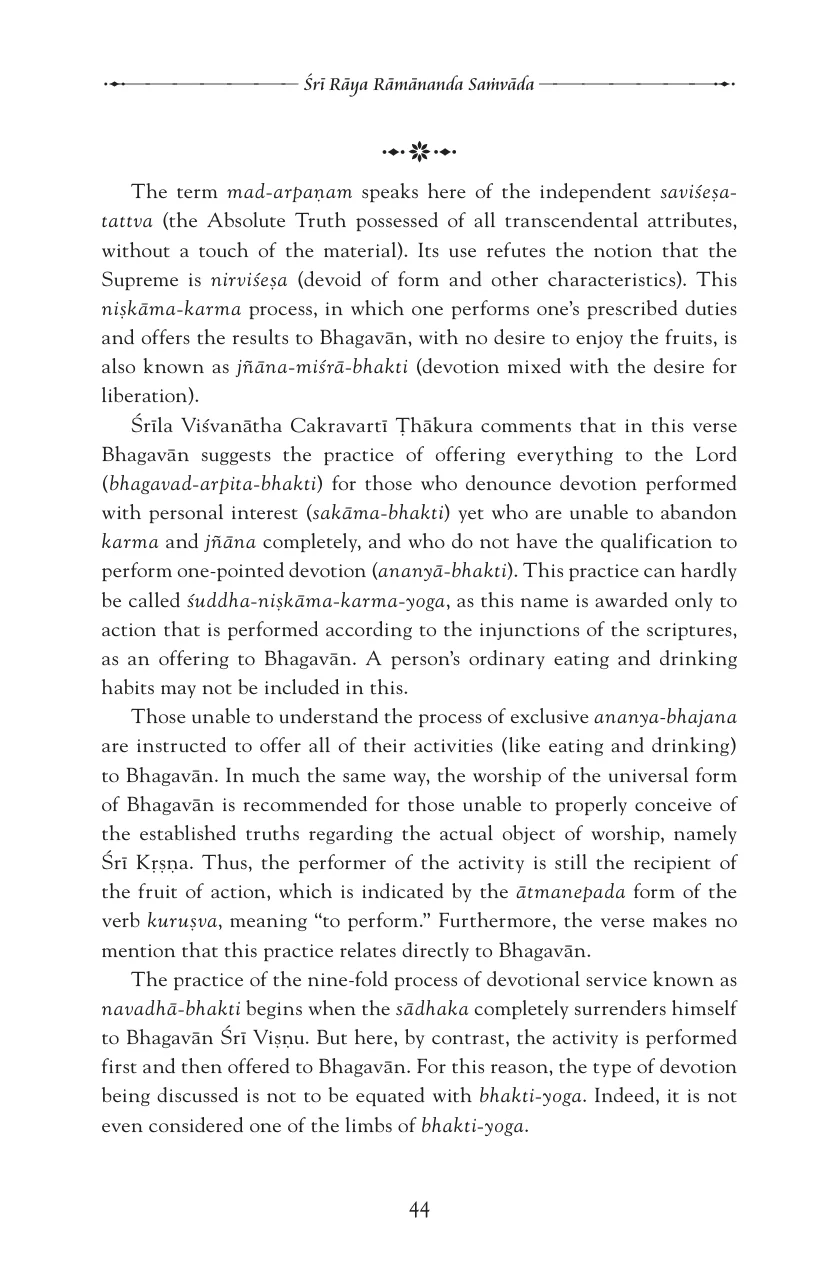 Śrī Rāya Rāmānanda Saṁvāda
The term mad-arpaṇam speaks here of the independent saviśeṣa-
tattva (the Absolute Truth possessed of all transcendental attributes,
without a touch of the material). Its use refutes the notion that the
Supreme is nirviśeṣa (devoid of form and other characteristics). This
niṣkāma-karma process, in which one performs one’s prescribed duties
and offers the results to Bhagavān, with no desire to enjoy the fruits, is
also known as jñāna-miśrā-bhakti (devotion mixed with the desire for
liberation).
Śrīla Viśvanātha Cakravartī Ṭhākura comments that in this verse
Bhagavān suggests the practice of offering everything to the Lord
(bhagavad-arpita-bhakti) for those who denounce devotion performed
with personal interest (sakāma-bhakti) yet who are unable to abandon
karma and jñāna completely, and who do not have the qualification to
perform one-pointed devotion (ananyā-bhakti). This practice can hardly
be called śuddha-niṣkāma-karma-yoga, as this name is awarded only to
action that is performed according to the injunctions of the scriptures,
as an offering to Bhagavān. A person’s ordinary eating and drinking
habits may not be included in this.
Those unable to understand the process of exclusive ananya-bhajana
are instructed to offer all of their activities (like eating and drinking)
to Bhagavān. In much the same way, the worship of the universal form
of Bhagavān is recommended for those unable to properly conceive of
the established truths regarding the actual object of worship, namely
Śrī Kṛṣṇa. Thus, the performer of the activity is still the recipient of
the fruit of action, which is indicated by the ātmanepada form of the
verb kuruṣva, meaning “to perform.” Furthermore, the verse makes no
mention that this practice relates directly to Bhagavān.
The practice of the nine-fold process of devotional service known as
navadhā-bhakti begins when the sādhaka completely surrenders himself
to Bhagavān Śrī Viṣṇu. But here, by contrast, the activity is performed
first and then offered to Bhagavān. For this reason, the type of devotion
being discussed is not to be equated with bhakti-yoga. Indeed, it is not
even considered one of the limbs of bhakti-yoga.
44